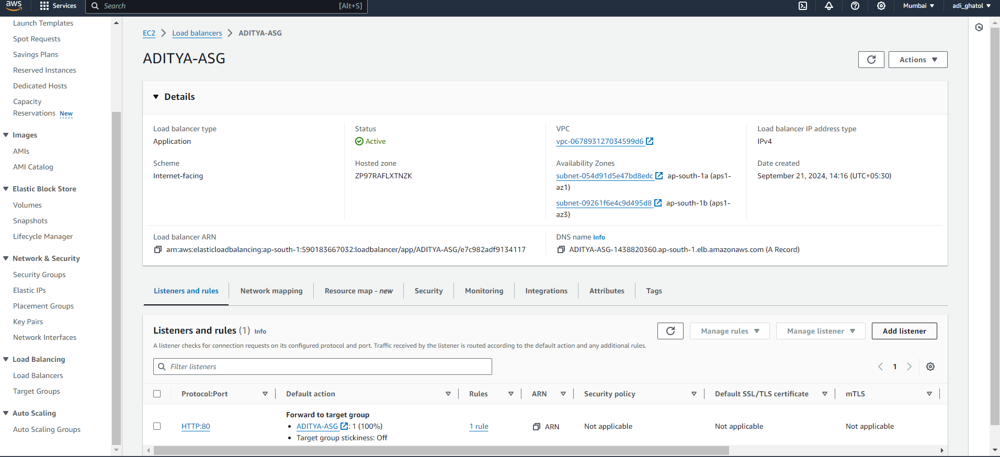 aws
Services
Search
[Alt+S]
Mumbai
adi_ghatol
Launch Templates
Spot Requests
Savings Plans
Reserved Instances
Dedicated Hosts
Capacity
Reservations New
Images
AMIs
AMI Catalog
Elastic Block Store
Volumes
Snapshots
Lifecycle Manager
Network & Security
Security Groups
Elastic IPs
Placement Groups
Key Pairs
Network Interfaces
Load Balancing
Load Balancers
Target Groups
Auto Scaling
Auto Scaling Groups
EC2 > Load balancers > ADITYA-ASG
ADITYA-ASG
Actions
Details
Load balancer type
Application
Status
Active
VPC
vpc-067893127034599d6
Load balancer IP address type
IPv4
Scheme
Internet-facing
Hosted zone
ZP97RAFLXTNZK
Availability Zones
subnet-054d91d5e47bd8edc ap-south-1a (aps1-
az1)
subnet-09261f6e4c9d495d8 ap-south-1b (aps1-
az3)
Date created
September 21, 2024, 14:16 (UTC+05:30)
Load balancer ARN
arn:aws:elasticloadbalancing:ap-south-1:590183667032:loadbalancer/app/ADITYA-ASG/e7c982adf9134117
DNS name Info
ADITYA-ASG-1438820360.ap-south-1.elb.amazonaws.com (A Record)
Listeners and rules
Network mapping
Resource map - new
Security
Monitoring
Integrations
Attributes
Tags
Listeners and rules (1) Info
Manage rules
Manage listener
Add listener
A listener checks for connection requests on its configured protocol and port. Traffic received by the listener is routed according to the default action and any additional rules.
Filter listeners
1
Protocol:Port
Default action
Rules
ARN
Security policy
Default SSL/TLS certificate
mTLS
HTTP:80
Forward to target group
• ADITYA-ASG : 1 (100%)
• Target group stickiness: Off
1 rule
ARN
Not applicable
Not applicable
Not applicable